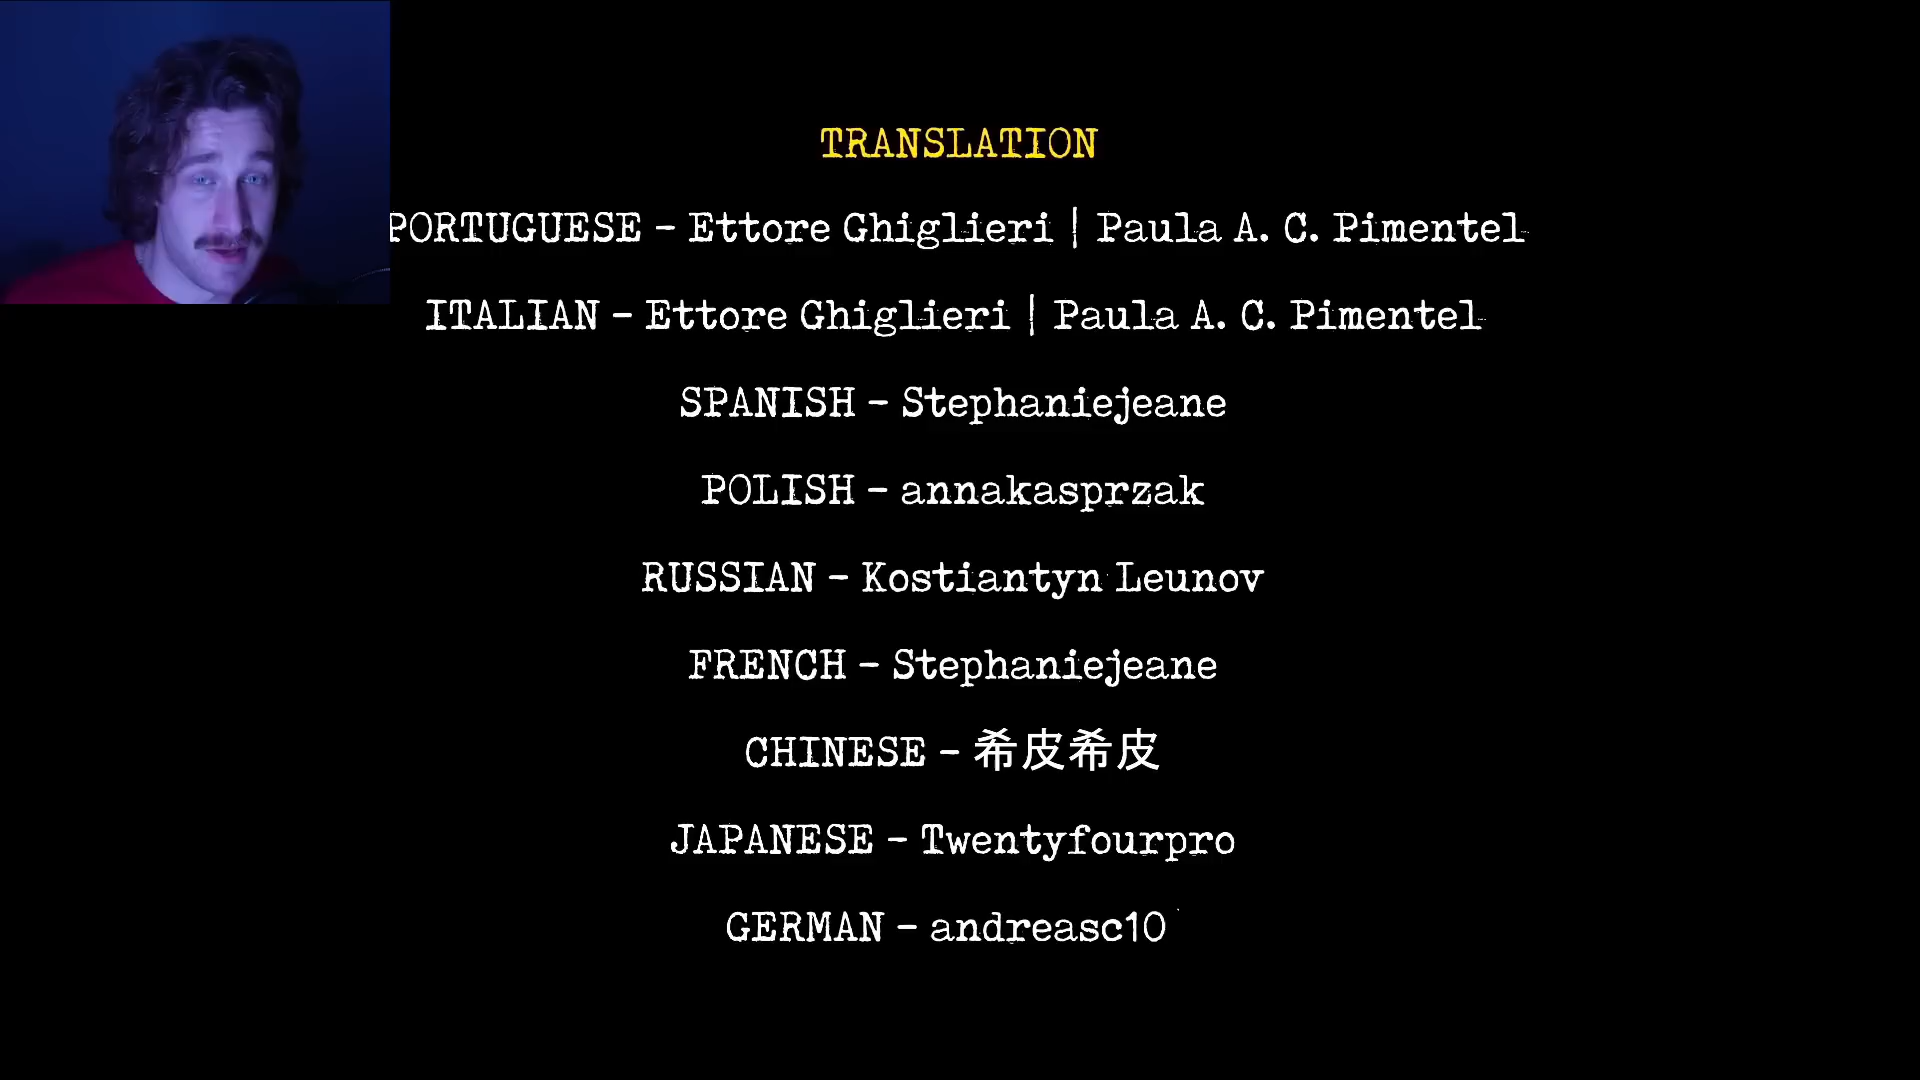 TRANSLATION
PORTUGUESE - Ettore Ghiglieri | Paula A. C. Pimentel
ITALIAN - Ettore Ghiglieri | Paula A. C. Pimentel
SPANISH - Stephaniejeane
POLISH - annakasprzak
RUSSIAN - Kostiantyn Leunov
FRENCH - Stephaniejeane
CHINESE - 希皮希皮
JAPANESE - Twentyfourpro
GERMAN - andreasc10